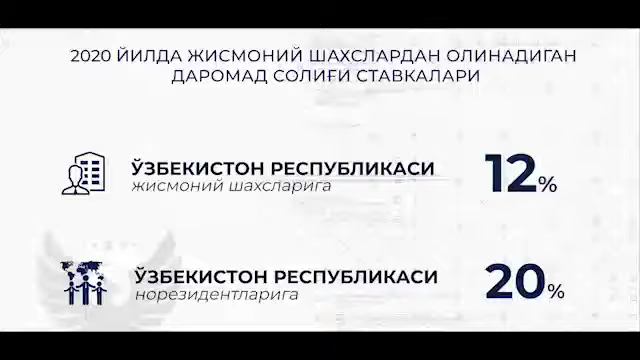 2020 ЙИЛДА ЖИСМОНИЙ ШАХСЛАРДАН ОЛИНАДИГАН
ДАРОМАД СОЛИҒИ СТАВКАЛАРИ
ЎЗБЕКИСТОН РЕСПУБЛИКАСИ
жисмоний шахсларига
12%
ЎЗБЕКИСТОН РЕСПУБЛИКАСИ
норезидентларига
20%